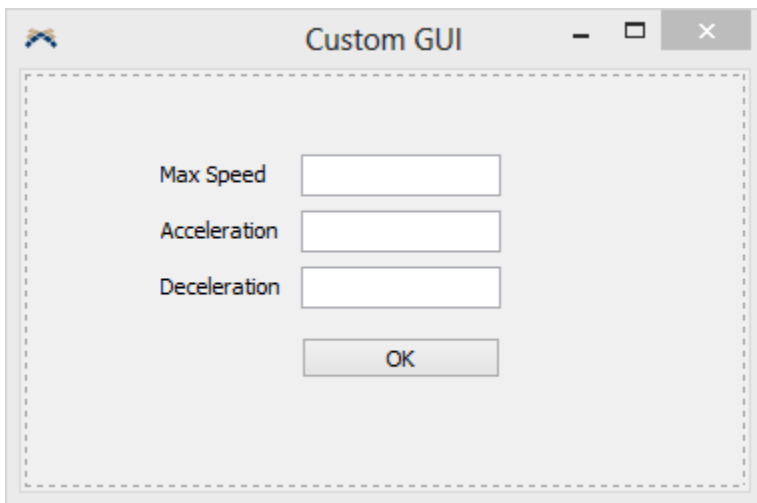 Custom GUI
Max Speed
Acceleration
Deceleration
OK